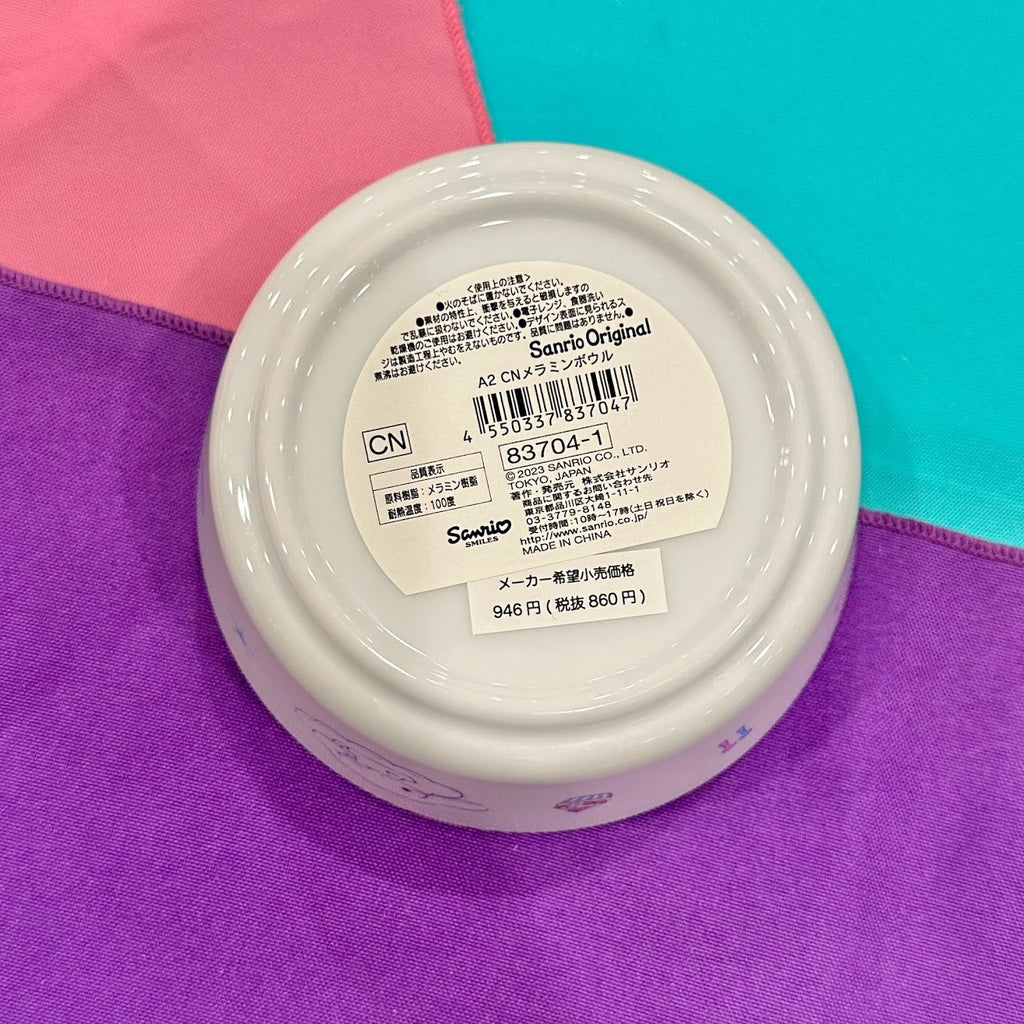 <使用上の注意>
●火のそばに置かないでください。
●素材の特性上、衝撃を与えると破損しますの
で乱暴に扱わないでください。●電子レンジ、食器洗い
乾燥機のご使用はお避けください。●デザイン表面に見られるス
ジは製造工程上やむをえないものです。品質に問題はありません。●
煮沸はお避けください。
Sanrio Original
A2 CNメラミンボウル
4 550337 837047
CN
83704-1
品質表示
原料樹脂：メラミン樹脂
耐熱温度：100度
© 2023 SANRIO CO., LTD.
TOKYO, JAPAN
著作・発売元 株式会社サンリオ
商品に関するお問い合わせ先
東京都品川区大崎1-11-1
03-3779-8148
受付時間：10時〜17時(土日祝日を除く)
http://www.sanrio.co.jp/
MADE IN CHINA
Sanrio
SMILES
メーカー希望小売価格
946円(税抜860円)